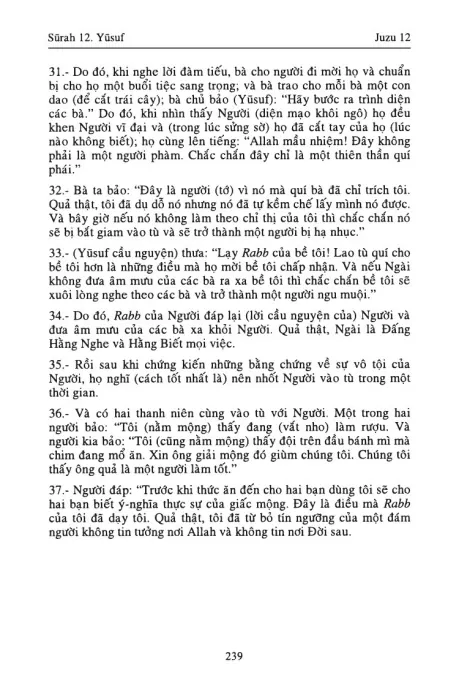 Sūrah 12. Yūsuf Juzu 12
31.- Do đó, khi nghe lời đàm tiếu, bà cho người đi mời họ và chuẩn
bị cho họ một buổi tiệc sang trọng; và bà trao cho mỗi bà một con
dao (để cắt trái cây); bà chủ bảo (Yūsuf): “Hãy bước ra trình diện
các bà.” Do đó, khi nhìn thấy Người (diện mạo khôi ngô) họ đều
khen Người vĩ đại và (trong lúc sửng sờ) họ đã cắt tay của họ (lúc
nào không biết); họ cùng lên tiếng: “Allah mầu nhiệm! Đây không
phải là một người phàm. Chắc chắn đây chỉ là một thiên thần quí
phái.”
32.- Bà ta bảo: “Đây là người (tớ) vì nó mà quí bà đã chỉ trích tôi.
Quả thật, tôi đã dụ dỗ nó nhưng nó đã tự kềm chế lấy mình nó được.
Và bây giờ nếu nó không làm theo chỉ thị của tôi thì chắc chắn nó
sẽ bị bắt giam vào tù và sẽ trở thành một người bị hạ nhục.”
33.- (Yūsuf cầu nguyện) thưa: “Lạy Rabb của bề tôi! Lao tù quí cho
bề tôi hơn là những điều mà họ mời bề tôi chấp nhận. Và nếu Ngài
không đưa âm mưu của các bà ra xa bề tôi thì chắc chắn bề tôi sẽ
xuôi lòng nghe theo các bà và trở thành một người ngu muội.”
34.- Do đó, Rabb của Người đáp lại (lời cầu nguyện của) Người và
đưa âm mưu của các bà xa khỏi Người. Quả thật, Ngài là Đấng
Hằng Nghe và Hằng Biết mọi việc.
35.- Rồi sau khi chứng kiến những bằng chứng về sự vô tội của
Người, họ nghĩ (cách tốt nhất là) nên nhốt Người vào tù trong một
thời gian.
36.- Và có hai thanh niên cùng vào tù với Người. Một trong hai
người bảo: “Tôi (nằm mộng) thấy đang (vắt nho) làm rượu. Và
người kia bảo: “Tôi (cũng nằm mộng) thấy đội trên đầu bánh mì mà
chim đang mổ ăn. Xin ông giải mộng đó giùm chúng tôi. Chúng tôi
thấy ông quả là một người làm tốt.”
37.- Người đáp: “Trước khi thức ăn đến cho hai bạn dùng tôi sẽ cho
hai bạn biết ý-nghĩa thực sự của giấc mộng. Đây là điều mà Rabb
của tôi đã dạy tôi. Quả thật, tôi đã từ bỏ tín ngưỡng của một đám
người không tin tưởng nơi Allah và không tin nơi Đời sau.
239